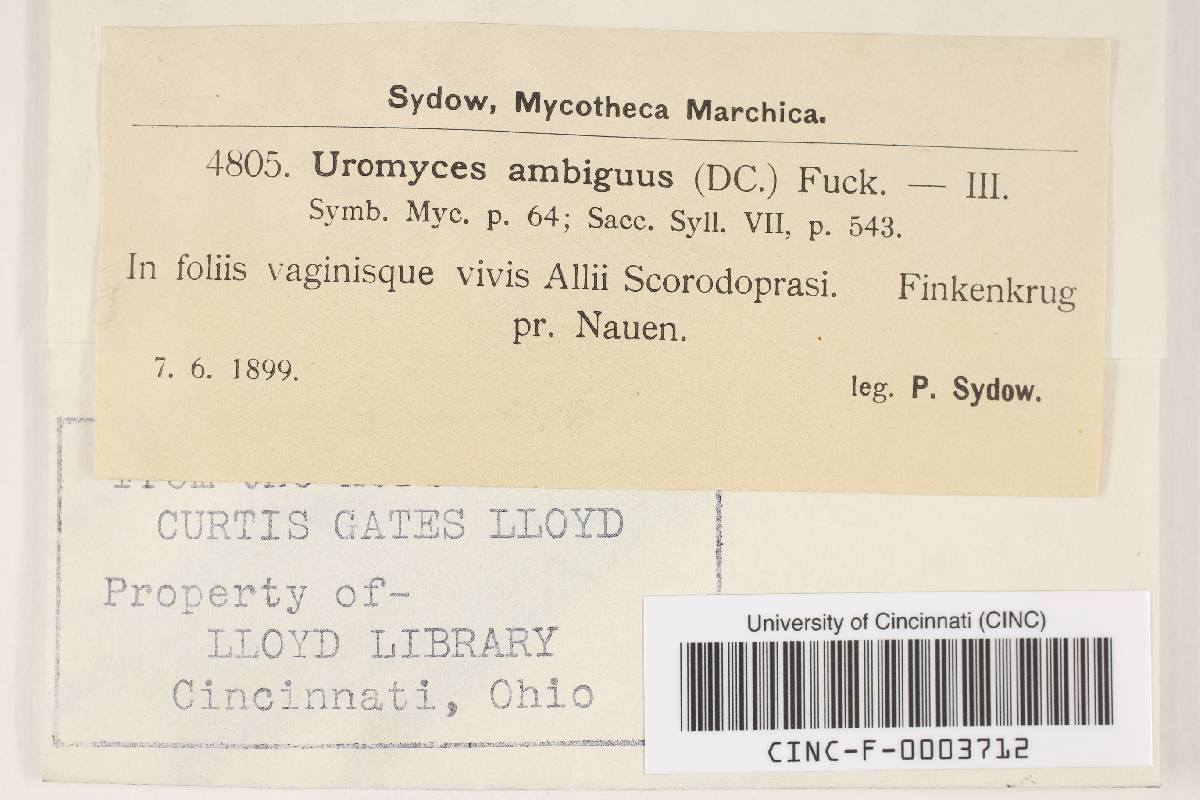 Sydow, Mycotheca Marchica.
4805. Uromyces ambiguus (DC.) Fuck. — III.
Symb. Myc. p. 64; Sacc. Syll. VII, p. 543.
In foliis vaginisque vivis Allii Scorodoprasi. Finkenkrug
pr. Nauen.
7. 6. 1899.
leg. P. Sydow.
From the
CURTIS GATES LLOYD
Property of-
LLOYD LIBRARY
Cincinnati, Ohio
University of Cincinnati (CINC)
CINC-F-0003712